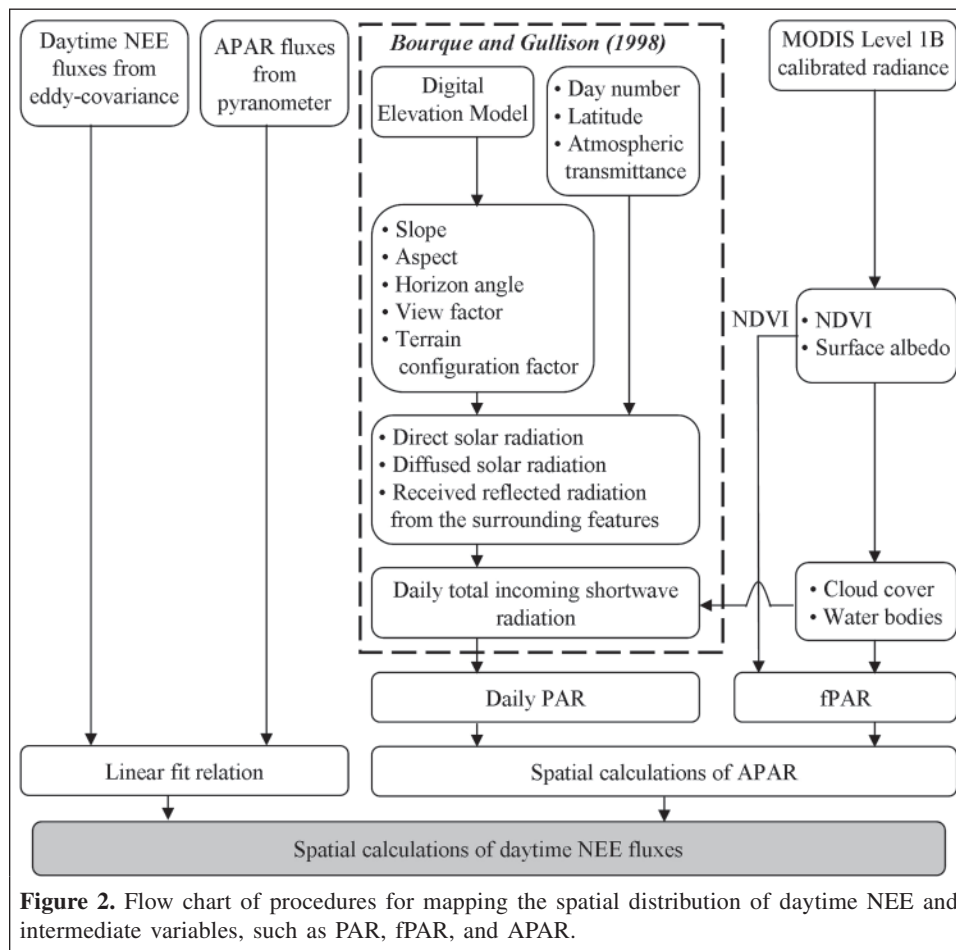 Daytime NEE
fluxes from
eddy-covariance
APAR fluxes
from
pyranometer
Bourque and Gullison (1998)
Digital
Elevation Model
• Day number
• Latitude
• Atmospheric
transmittance
MODIS Level 1B
calibrated radiance
• Slope
• Aspect
• Horizon angle
• View factor
• Terrain
configuration factor
NDVI
• NDVI
• Surface albedo
• Direct solar radiation
• Diffused solar radiation
• Received reflected radiation
from the surrounding features
Daily total incoming shortwave
radiation
• Cloud cover
• Water bodies
Daily PAR
fPAR
Linear fit relation
Spatial calculations of APAR
Spatial calculations of daytime NEE fluxes
Figure 2. Flow chart of procedures for mapping the spatial distribution of daytime NEE and
intermediate variables, such as PAR, fPAR, and APAR.